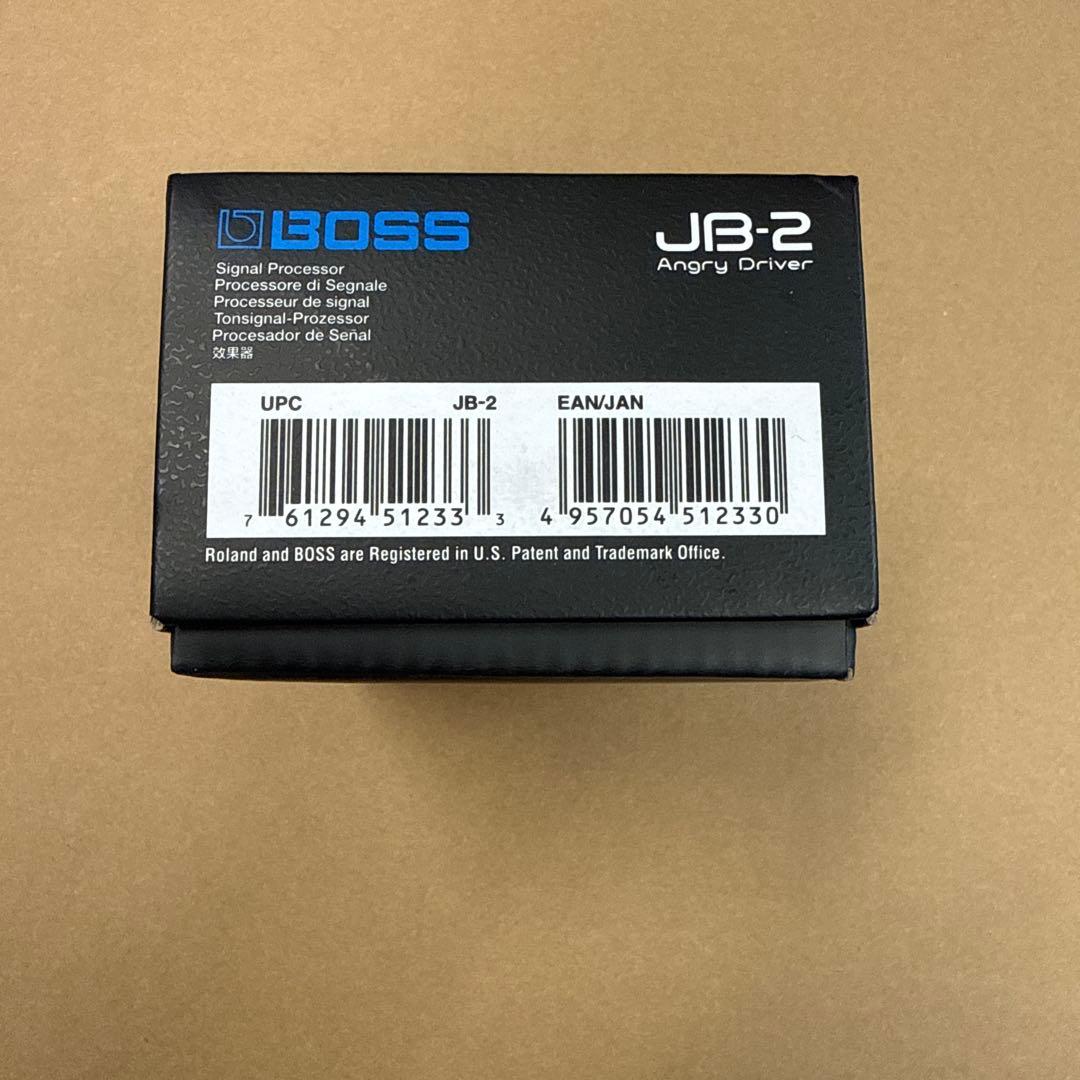 BOSS
JB-2
Angry Driver
Signal Processor
Processore di Segnale
Processeur de signal
Tonsignal-Prozessor
Procesador de Señal
效果器
UPC JB-2 EAN/JAN
7 61294 51233 3 4 957054 512330
Roland and BOSS are Registered in U.S. Patent and Trademark Office.